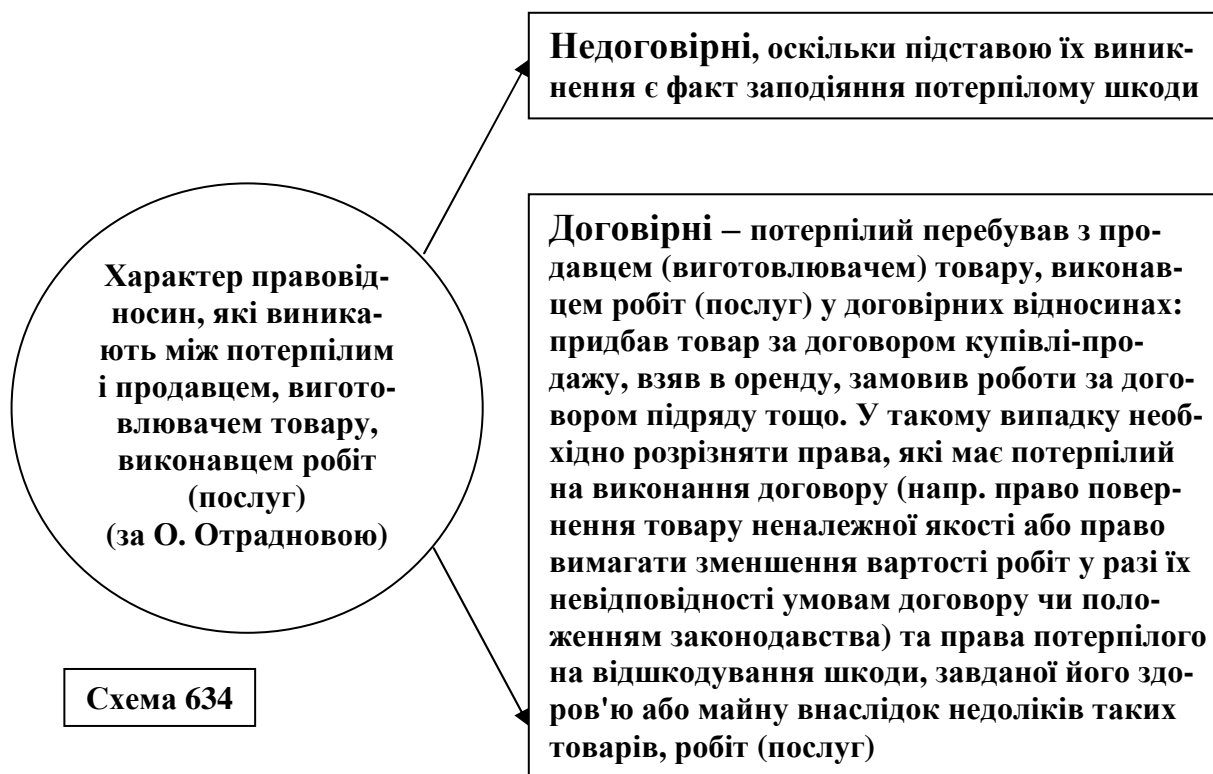 Недоговірні, оскільки підставою їх виник-
нення є факт заподіяння потерпілому шкоди
Характер правовід-
носин, які виника-
ють між потерпілим
і продавцем, вигото-
влювачем товару,
виконавцем робіт
(послуг)
(за О. Отрадновою)
Договірні – потерпілий перебував з про-
давцем (виготовлювачем) товару, виконав-
цем робіт (послуг) у договірних відносинах:
придбав товар за договором купівлі-про-
дажу, взяв в оренду, замовив роботи за дого-
вором підряду тощо. У такому випадку необ-
хідно розрізняти права, які має потерпілий
на виконання договору (напр. право повер-
нення товару неналежної якості або право
вимагати зменшення вартості робіт у разі їх
невідповідності умовам договору чи поло-
женням законодавства) та права потерпілого
на відшкодування шкоди, завданої його здо-
ров'ю або майну внаслідок недоліків таких
товарів, робіт (послуг)
Схема 634